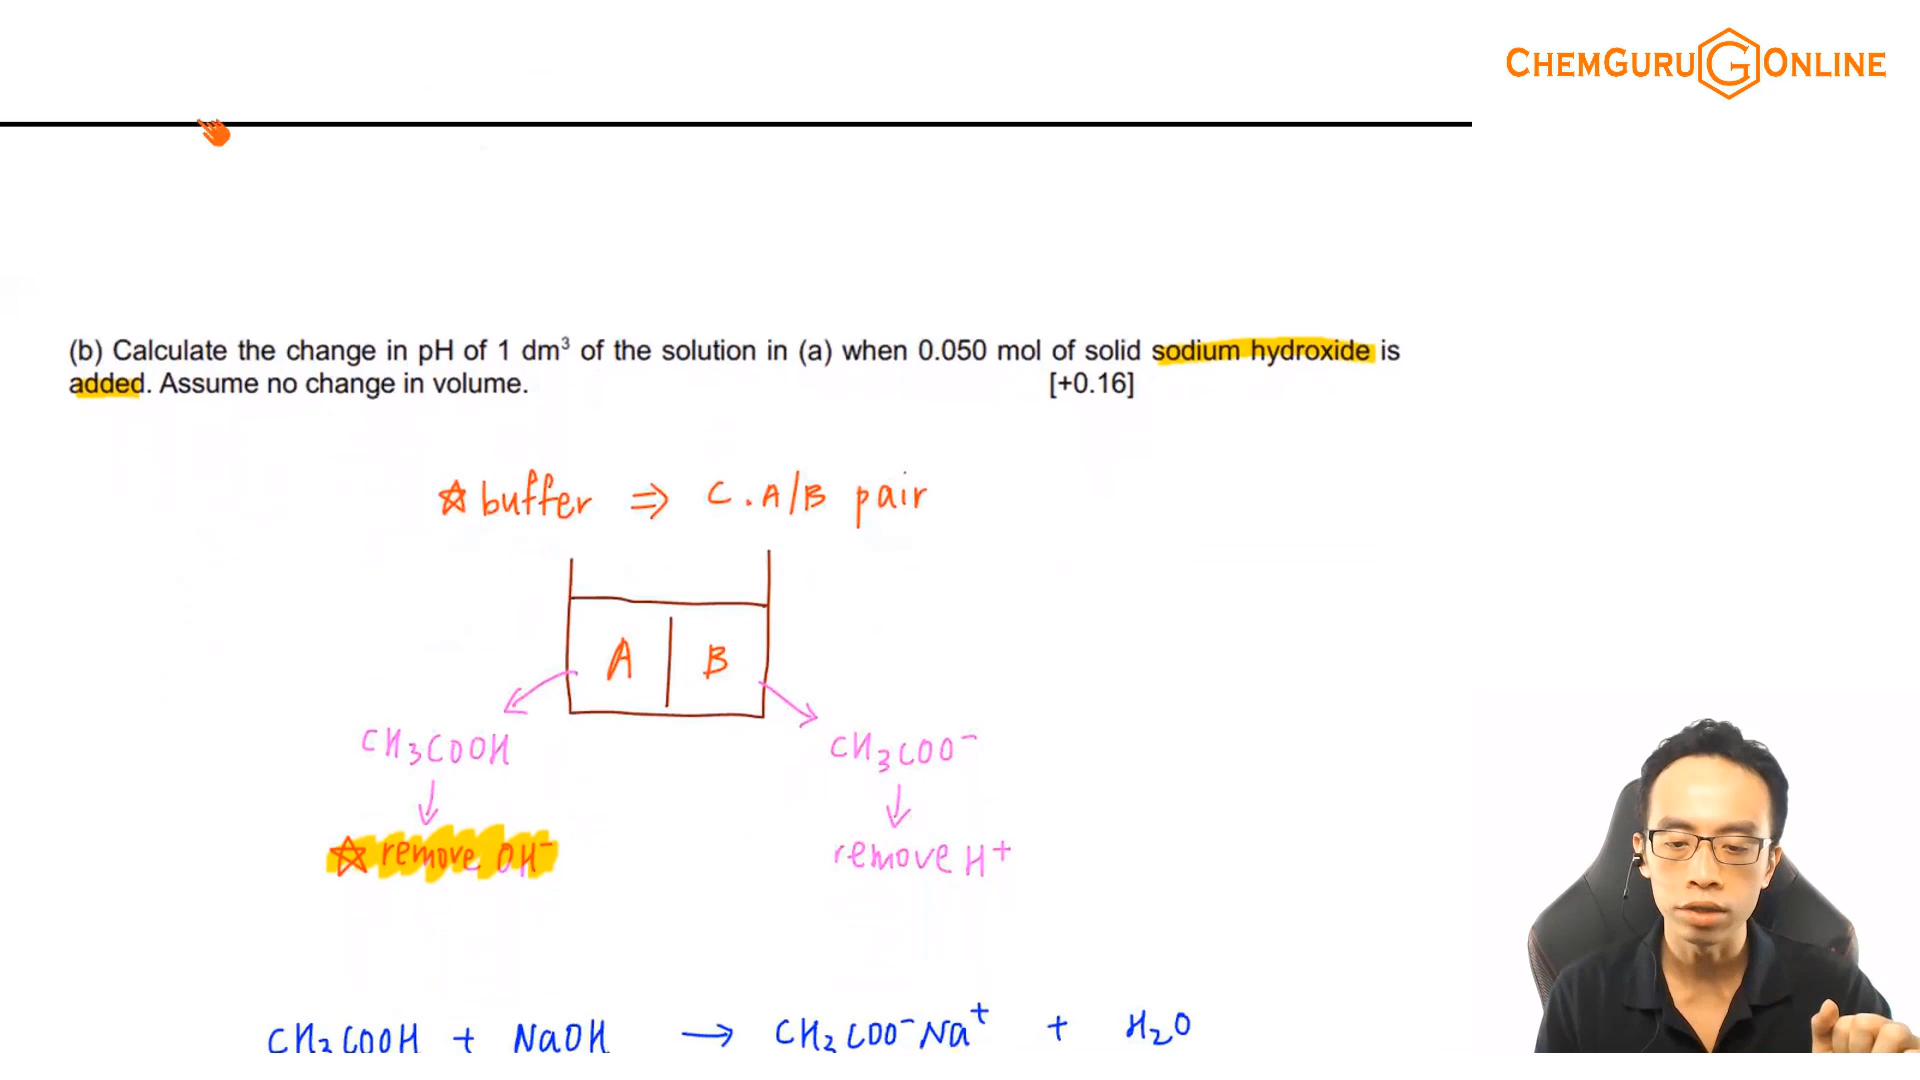 CHEMGURU G ONLINE
(b) Calculate the change in pH of 1 dm³ of the solution in (a) when 0.050 mol of solid sodium hydroxide is
added. Assume no change in volume. [+0.16]
☆ buffer ⇒ C.A/B pair
A | B
CH₃COOH CH₃COO⁻
↓ ↓
☆ remove OH⁻ remove H⁺
CH₃COOH + NaOH → CH₃COO⁻Na⁺ + H₂O